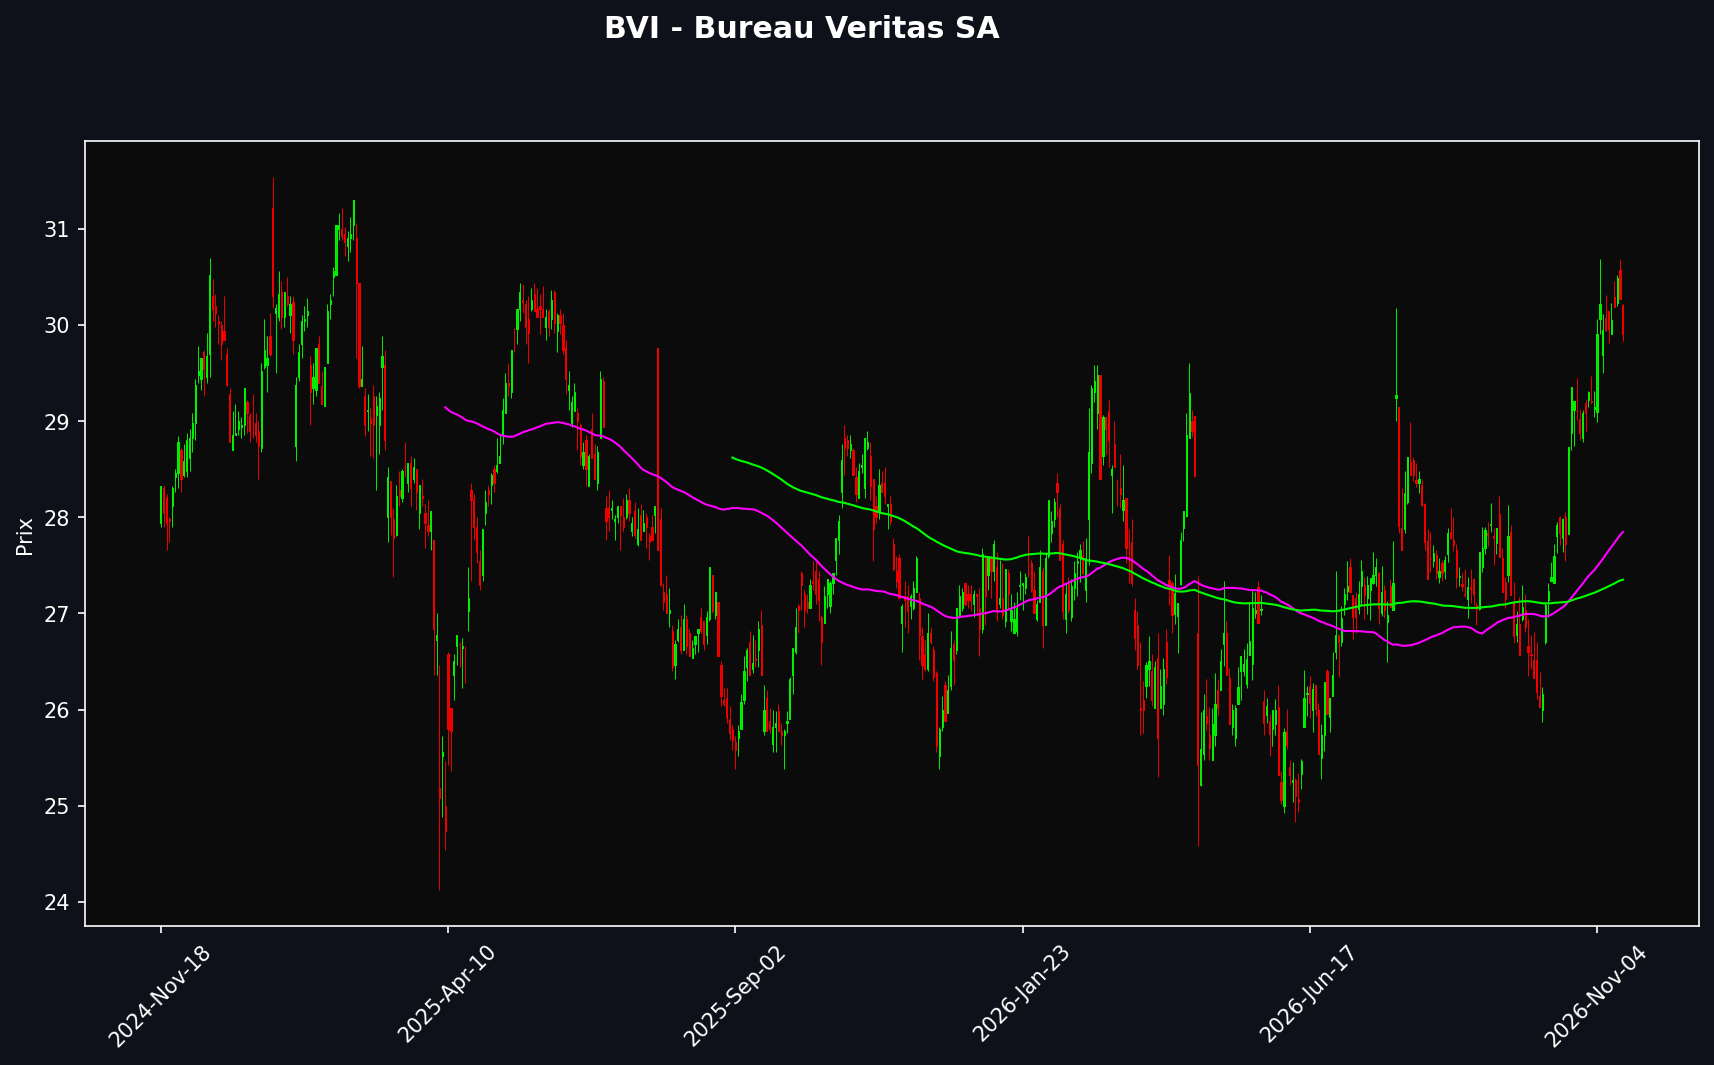 BVI - Bureau Veritas SA
Prix
31
30
29
28
27
26
25
24
2024-Nov-18
2025-Apr-10
2025-Sep-02
2026-Jan-23
2026-Jun-17
2026-Nov-04